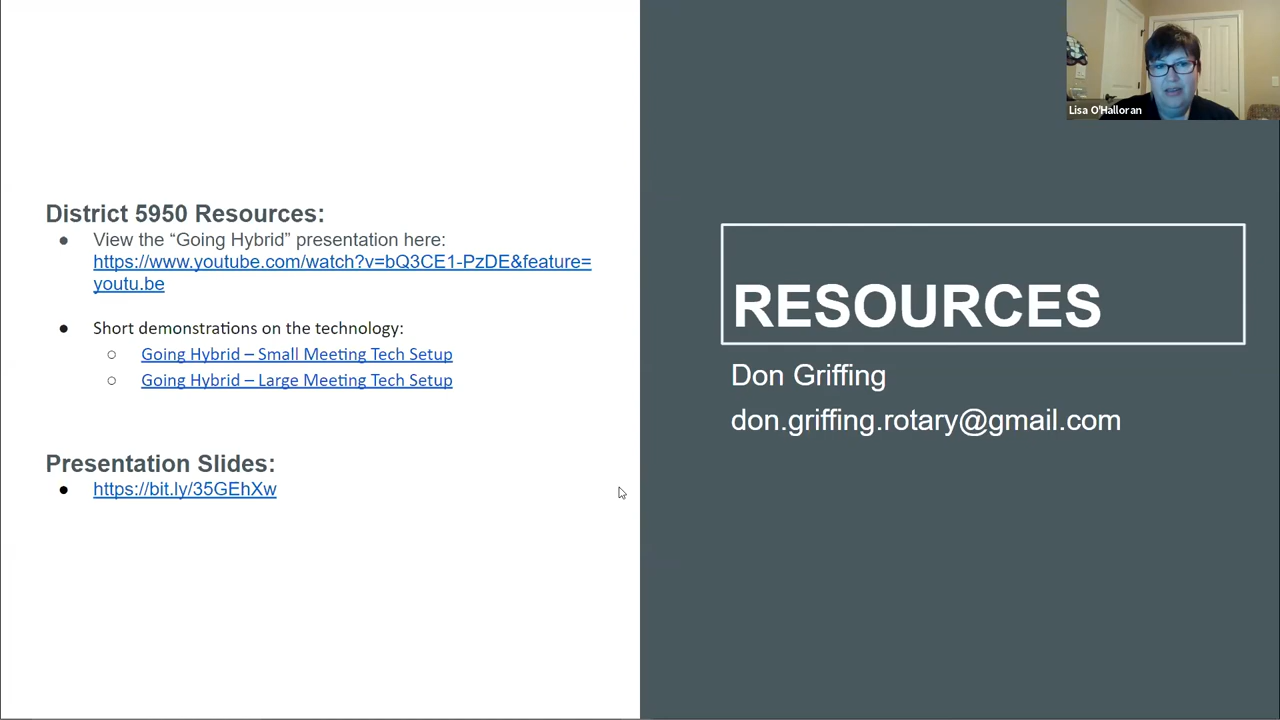 District 5950 Resources:
● View the “Going Hybrid” presentation here:
https://www.youtube.com/watch?v=bQ3CE1-PzDE&feature=
youtu.be
● Short demonstrations on the technology:
○ Going Hybrid – Small Meeting Tech Setup
○ Going Hybrid – Large Meeting Tech Setup
Presentation Slides:
● https://bit.ly/35GEhXw
Lisa O'Halloran
RESOURCES
Don Griffing
don.griffing.rotary@gmail.com